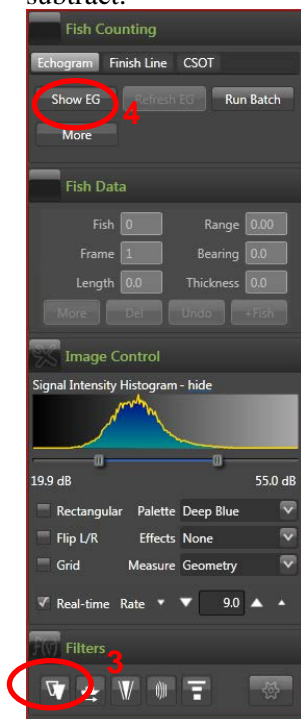 subtract.
Fish Counting
Echogram Finish Line CSOT
Show EG Refresh EG Run Batch
4
More
Fish Data
Fish 0 Range 0.00
Frame 1 Bearing 0.0
Length 0.0 Thickness 0.0
More Del Undo +Fish
Image Control
Signal Intensity Histogram - hide
19.9 dB 55.0 dB
Rectangular Palette Deep Blue
Flip L/R Effects None
Grid Measure Geometry
Real-time Rate 9.0
f(v) Filters
3